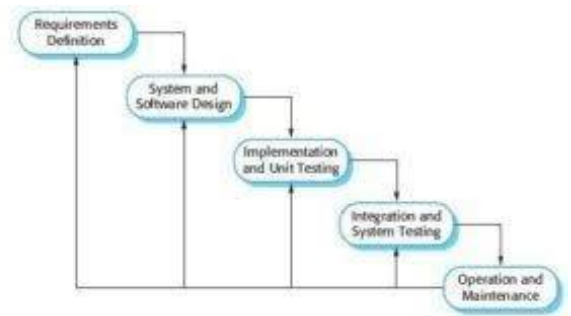 Requirements
Definition
System and
Software Design
Implementation
and Unit Testing
Integration and
System Testing
Operation and
Maintenance